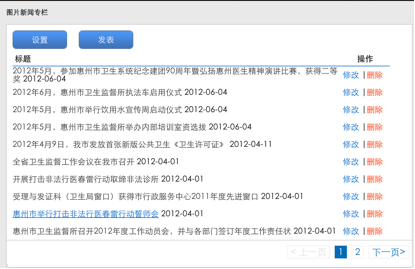 图片新闻专栏
设置 发表
标题 操作
2012年5月，参加惠州市卫生系统纪念建团90周年暨弘扬惠州医生精神演讲比赛，获得二等
奖 2012-06-04 修改 | 删除
2012年6月，惠州市卫生监督所执法车启用仪式 2012-06-04 修改 | 删除
2012年5月，惠州市举行饮用水宣传周启动仪式 2012-06-04 修改 | 删除
2012年5月，惠州市卫生监督所举办内部培训室资选拔 2012-06-04 修改 | 删除
2012年4月9日，我市发放首张新版公共卫生《卫生许可证》 2012-04-11 修改 | 删除
全省卫生监督工作会议在我市召开 2012-04-01 修改 | 删除
开展打击非法行医春雷行动取缔非法诊所 2012-04-01 修改 | 删除
受理与发证科（卫生局窗口）获得市行政服务中心2011年度先进窗口 2012-04-01 修改 | 删除
惠州市举行打击非法行医春雷行动誓师会 2012-04-01 修改 | 删除
惠州市卫生监督所召开2012年度工作动员会，并与各部门签订年度工作责任状 2012-04-01 修改 | 删除
< 上一页 1 2 下一页>